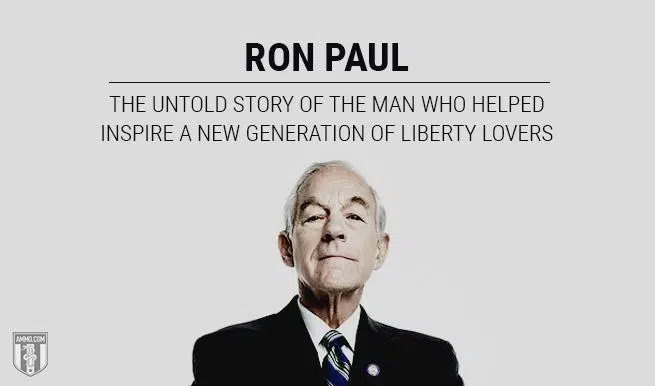 RON PAUL
THE UNTOLD STORY OF THE MAN WHO HELPED
INSPIRE A NEW GENERATION OF LIBERTY LOVERS
AMMO.COM